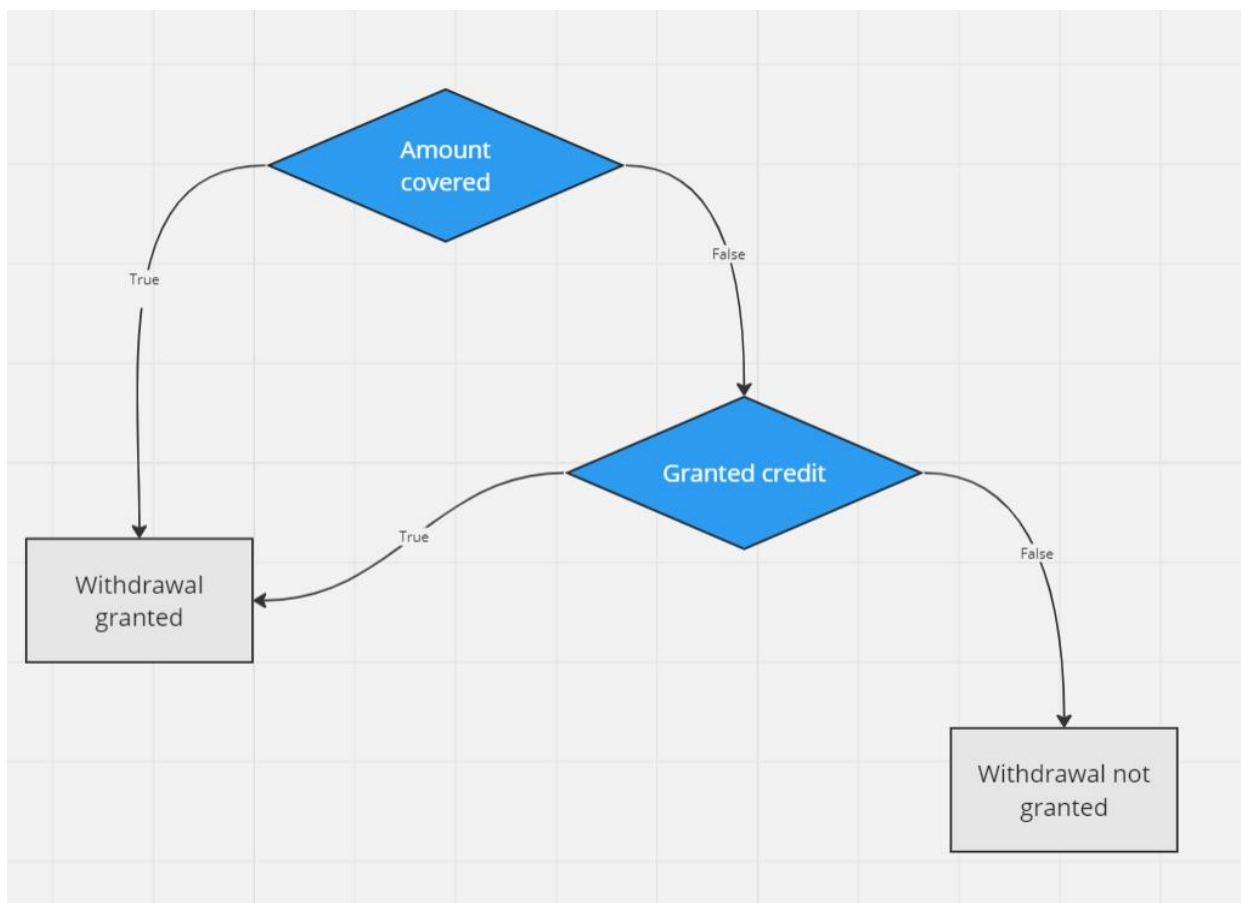 Amount
covered
True
False
Granted credit
True
False
Withdrawal
granted
Withdrawal not
granted